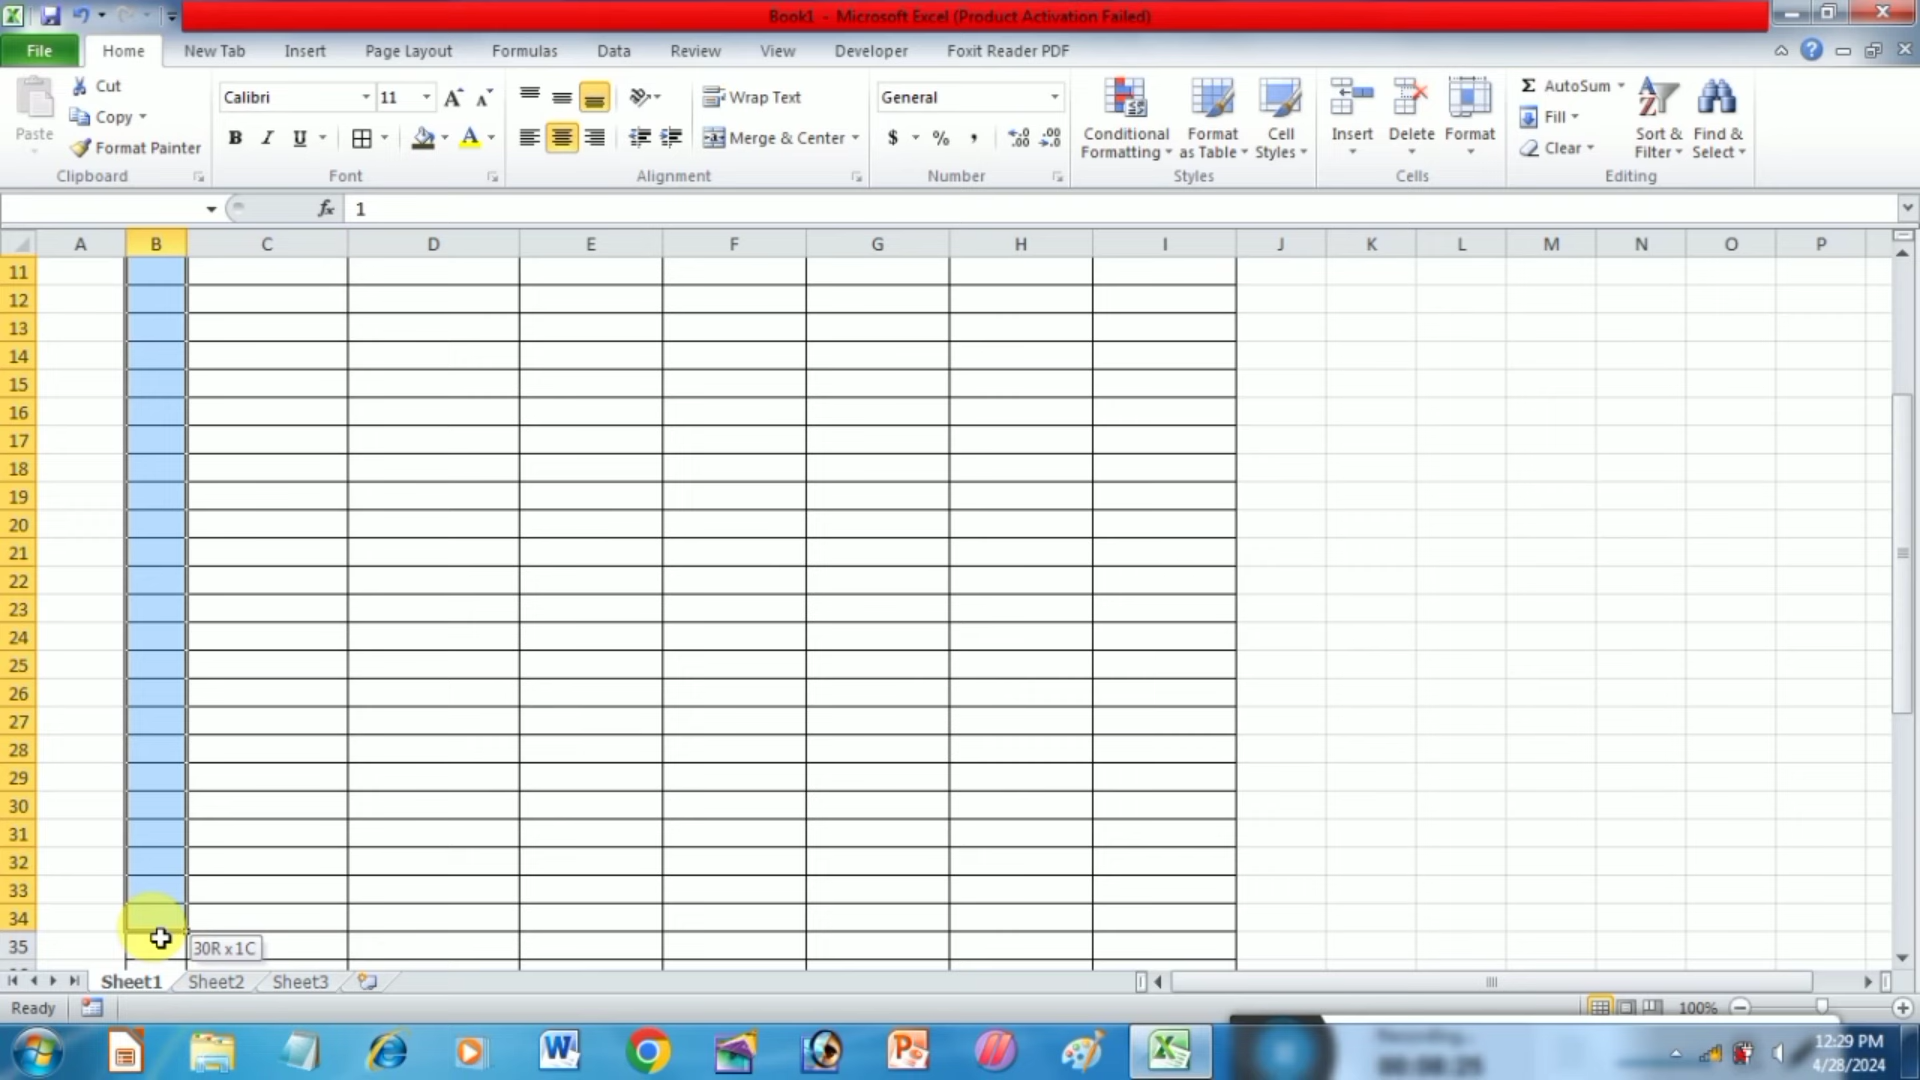 Book1 - Microsoft Excel (Product Activation Failed)
File Home New Tab Insert Page Layout Formulas Data Review View Developer Foxit Reader PDF
Paste
Cut
Copy
Format Painter
Clipboard
Calibri 11
B I U A
Font
Wrap Text
Merge & Center
Alignment
General
$ % ,
Number
Conditional Formatting
Format as Table
Cell Styles
Styles
Insert Delete Format
Cells
Σ AutoSum
Fill
Clear
Sort & Filter
Find & Select
Editing
fx 1
A B C D E F G H I J K L M N O P
11
12
13
14
15
16
17
18
19
20
21
22
23
24
25
26
27
28
29
30
31
32
33
34
35
30R x 1C
Sheet1 Sheet2 Sheet3
Ready 100%
12:29 PM
4/28/2024